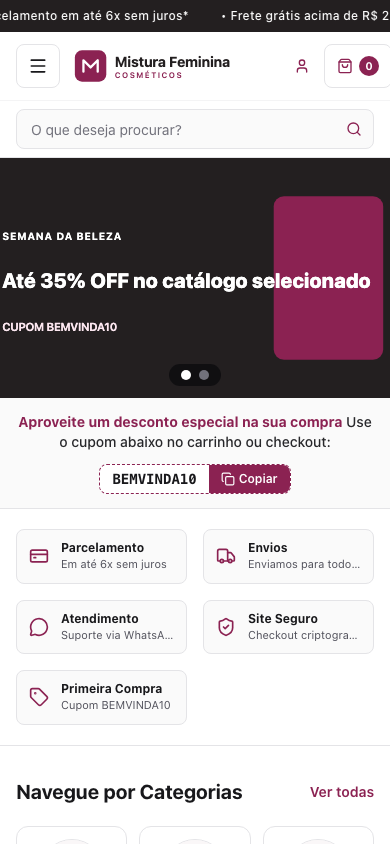 celamento em até 6x sem juros* • Frete grátis acima de R$ 2
Mistura Feminina
COSMÉTICOS
0
O que deseja procurar?
SEMANA DA BELEZA
Até 35% OFF no catálogo selecionado
CUPOM BEMVINDA10
Aproveite um desconto especial na sua compra Use
o cupom abaixo no carrinho ou checkout:
BEMVINDA10 Copiar
Parcelamento
Em até 6x sem juros
Envios
Enviamos para todo...
Atendimento
Suporte via WhatsA...
Site Seguro
Checkout criptogra...
Primeira Compra
Cupom BEMVINDA10
Navegue por Categorias
Ver todas